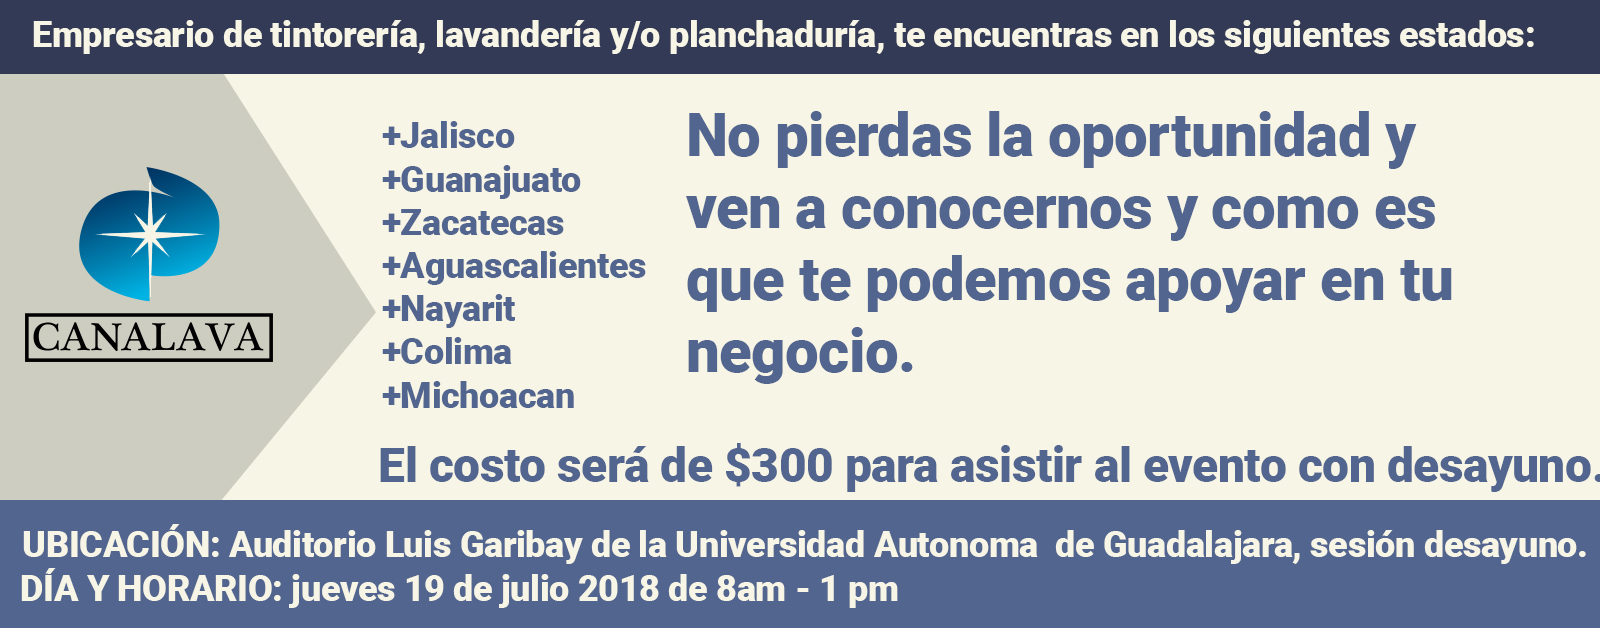 Empresario de tintorería, lavandería y/o planchaduría, te encuentras en los siguientes estados:
CANALAVA
+Jalisco
+Guanajuato
+Zacatecas
+Aguascalientes
+Nayarit
+Colima
+Michoacan
No pierdas la oportunidad y
ven a conocernos y como es
que te podemos apoyar en tu
negocio.
El costo será de $300 para asistir al evento con desayuno.
UBICACIÓN: Auditorio Luis Garibay de la Universidad Autonoma  de Guadalajara, sesión desayuno.
DÍA Y HORARIO: jueves 19 de julio 2018 de 8am - 1 pm